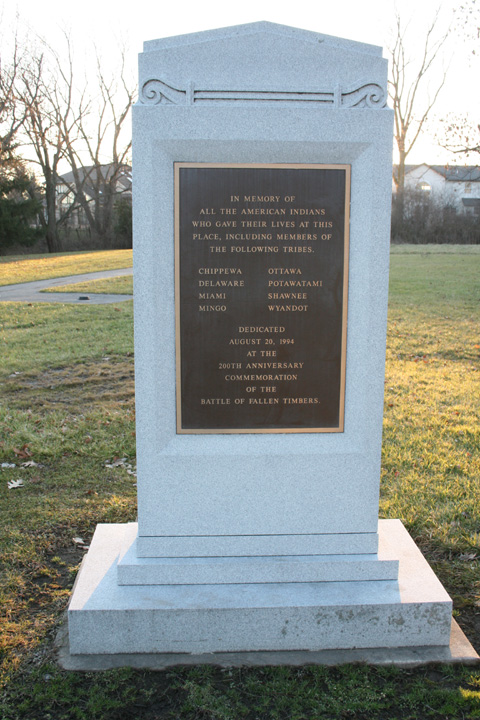 IN MEMORY OF
ALL THE AMERICAN INDIANS
WHO GAVE THEIR LIVES AT THIS
PLACE, INCLUDING MEMBERS OF
THE FOLLOWING TRIBES.
CHIPPEWA OTTAWA
DELAWARE POTAWATAMI
MIAMI SHAWNEE
MINGO WYANDOT
DEDICATED
AUGUST 20, 1994
AT THE
200TH ANNIVERSARY
COMMEMORATION
OF THE
BATTLE OF FALLEN TIMBERS.